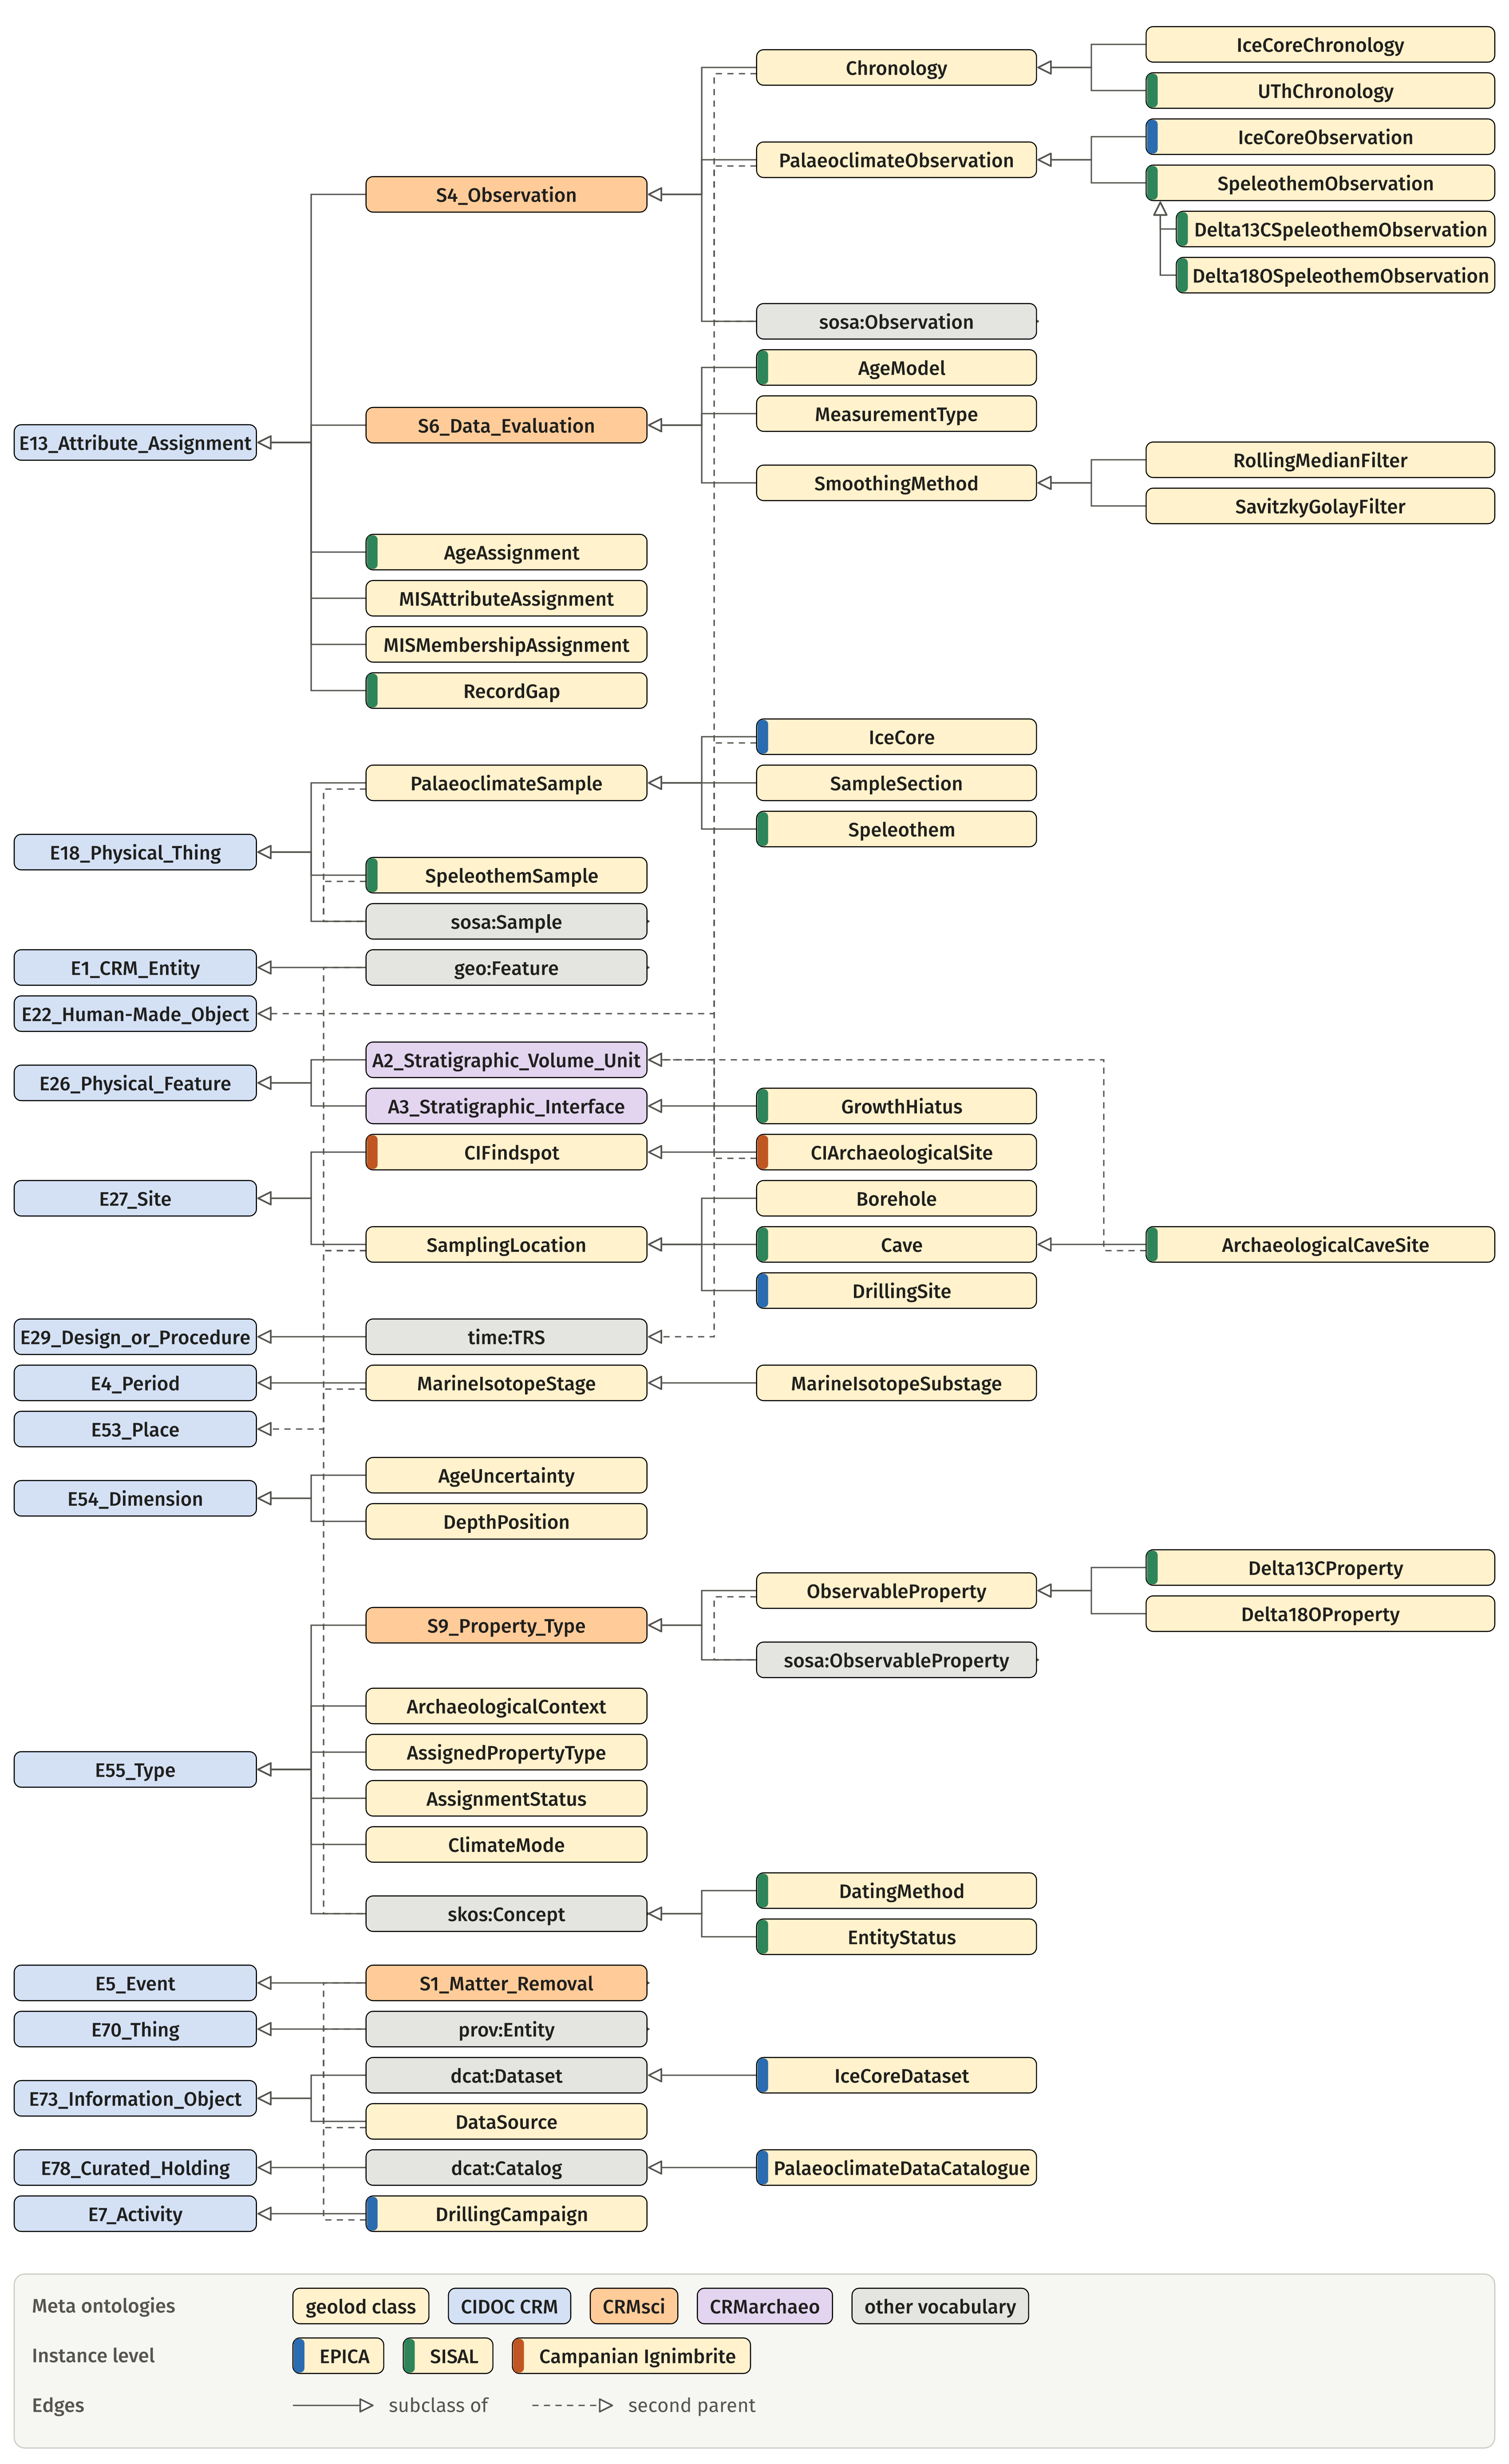 IceCoreChronology
Chronology
UThChronology
IceCoreObservation
PalaeoclimateObservation
SpeleothemObservation
S4_Observation
Delta13CSpeleothemObservation
Delta18OSpeleothemObservation
sosa:Observation
AgeModel
MeasurementType
S6_Data_Evaluation
E13_Attribute_Assignment
RollingMedianFilter
SmoothingMethod
SavitzkyGolayFilter
AgeAssignment
MISAttributeAssignment
MISMembershipAssignment
RecordGap
IceCore
PalaeoclimateSample
SampleSection
Speleothem
E18_Physical_Thing
SpeleothemSample
sosa:Sample
E1_CRM_Entity
geo:Feature
E22_Human-Made_Object
A2_Stratigraphic_Volume_Unit
E26_Physical_Feature
A3_Stratigraphic_Interface
GrowthHiatus
CIFindspot
CIArchaeologicalSite
E27_Site
Borehole
SamplingLocation
Cave
ArchaeologicalCaveSite
DrillingSite
E29_Design_or_Procedure
time:TRS
E4_Period
MarineIsotopeStage
MarineIsotopeSubstage
E53_Place
AgeUncertainty
E54_Dimension
DepthPosition
Delta13CProperty
ObservableProperty
Delta18OProperty
S9_Property_Type
sosa:ObservableProperty
ArchaeologicalContext
AssignedPropertyType
E55_Type
AssignmentStatus
ClimateMode
DatingMethod
skos:Concept
EntityStatus
E5_Event
S1_Matter_Removal
E70_Thing
prov:Entity
dcat:Dataset
IceCoreDataset
E73_Information_Object
DataSource
E78_Curated_Holding
dcat:Catalog
PalaeoclimateDataCatalogue
E7_Activity
DrillingCampaign
Meta ontologies
geolod class
CIDOC CRM
CRMsci
CRMarchaeo
other vocabulary
Instance level
EPICA
SISAL
Campanian Ignimbrite
Edges
subclass of
second parent